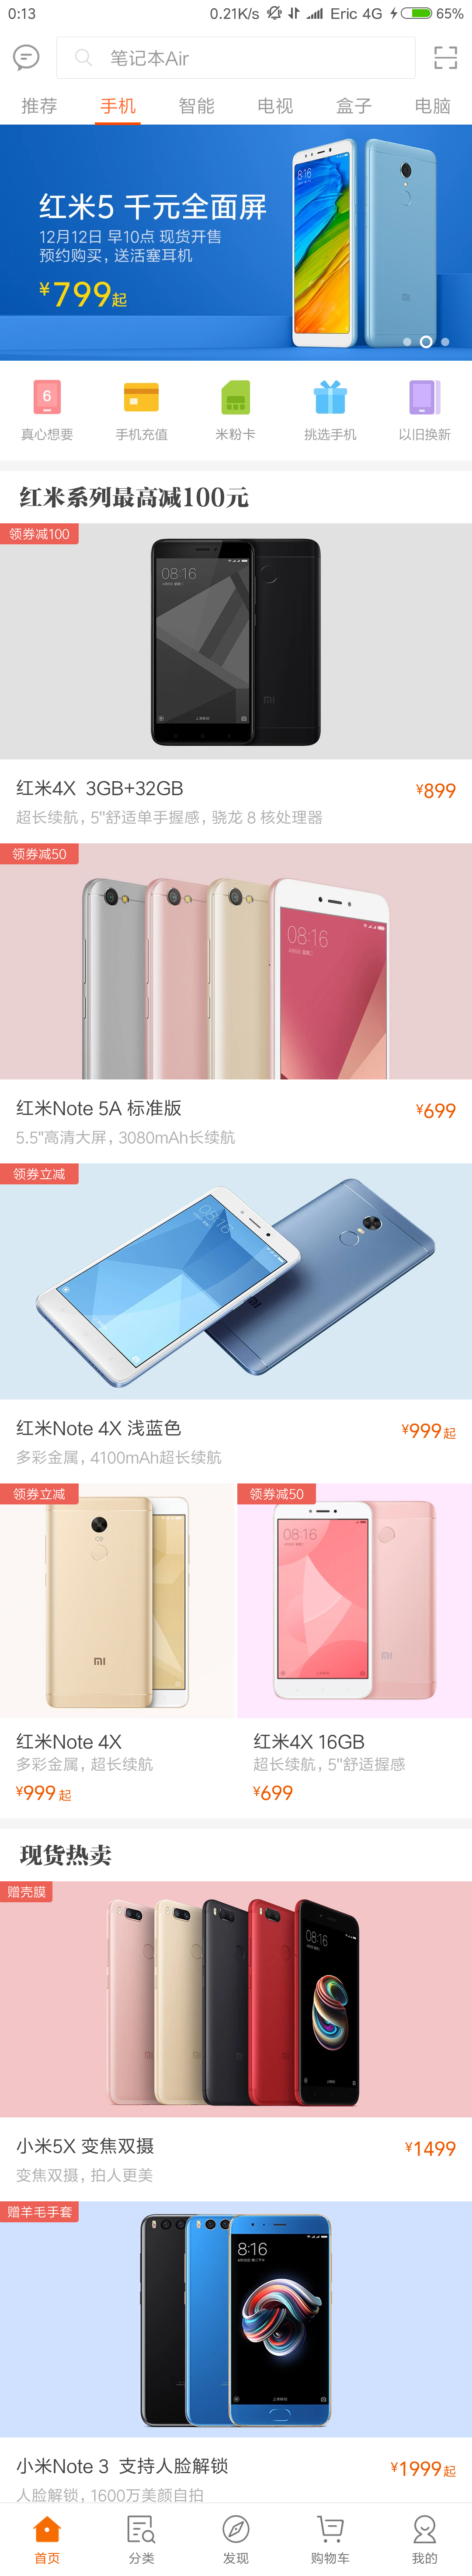 0:13 0.21K/s Eric 4G 65%
笔记本Air
推荐 手机 智能 电视 盒子 电脑
红米5 千元全面屏
12月12日 早10点 现货开售
预约购买, 送活塞耳机
¥799起
8:16
6
真心想要 手机充值 米粉卡 挑选手机 以旧换新
红米系列最高减100元
领券减100
08:16
红米4X 3GB+32GB
¥899
超长续航, 5"舒适单手握感, 骁龙 8 核处理器
领券减50
08:16
红米Note 5A 标准版
¥699
5.5"高清大屏, 3080mAh长续航
领券立减
08:16
红米Note 4X 浅蓝色
¥999起
多彩金属, 4100mAh超长续航
领券立减
领券减50
08:16
红米Note 4X
多彩金属, 超长续航
¥999起
红米4X 16GB
超长续航, 5"舒适握感
¥699
现货热卖
赠壳膜
08:16
小米5X 变焦双摄
¥1499
变焦双摄, 拍人更美
赠羊毛手套
8:16
小米Note 3 支持人脸解锁
¥1999起
人脸解锁, 1600万美颜自拍
首页 分类 发现 购物车 我的